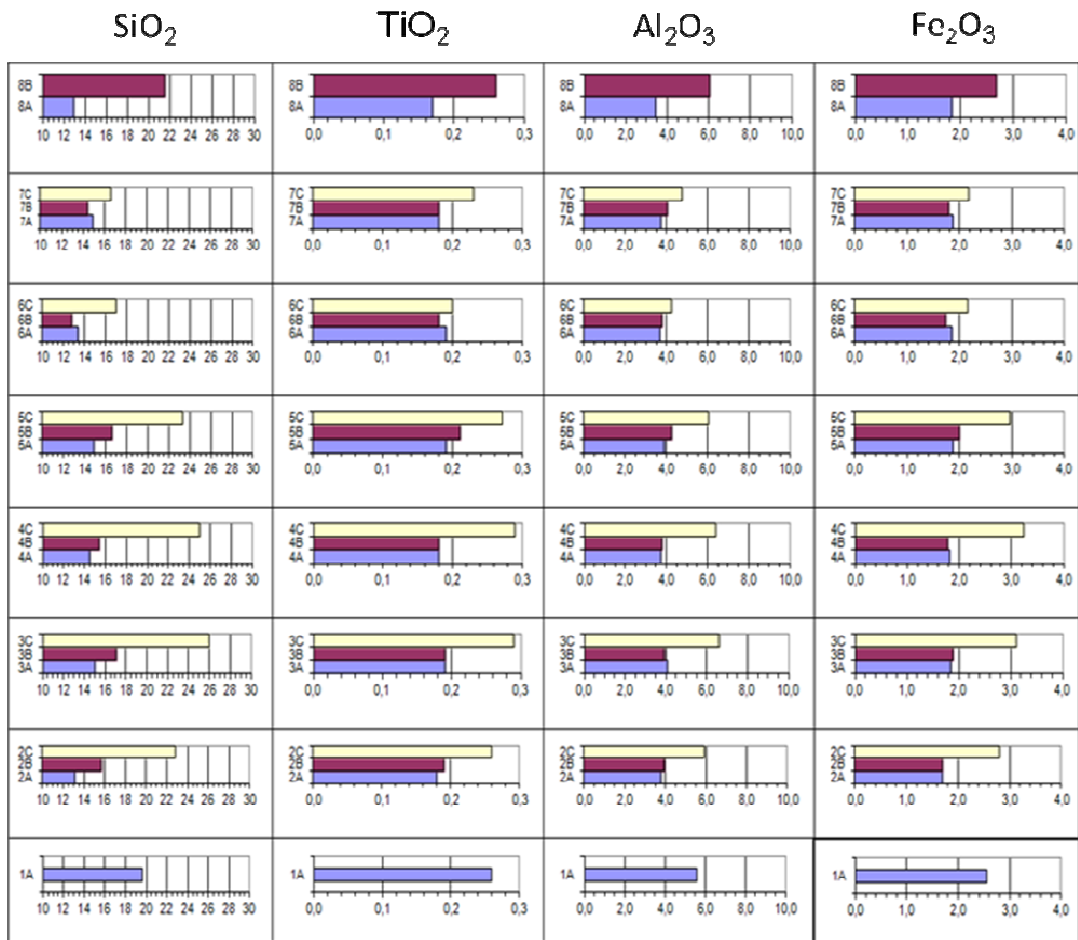 SiO2 TiO2 Al2O3 Fe2O3
8B 8B 8B 8B
8A 8A 8A 8A
10 12 14 16 18 20 22 24 26 28 30 0,0 0,1 0,2 0,3 0,0 2,0 4,0 6,0 8,0 10,0 0,0 1,0 2,0 3,0 4,0
7C 7C 7C 7C
7B 7B 7B 7B
7A 7A 7A 7A
10 12 14 16 18 20 22 24 26 28 30 0,0 0,1 0,2 0,3 0,0 2,0 4,0 6,0 8,0 10,0 0,0 1,0 2,0 3,0 4,0
6C 6C 6C 6C
6B 6B 6B 6B
6A 6A 6A 6A
10 12 14 16 18 20 22 24 26 28 30 0,0 0,1 0,2 0,3 0,0 2,0 4,0 6,0 8,0 10,0 0,0 1,0 2,0 3,0 4,0
5C 5C 5C 5C
5B 5B 5B 5B
5A 5A 5A 5A
10 12 14 16 18 20 22 24 26 28 30 0,0 0,1 0,2 0,3 0,0 2,0 4,0 6,0 8,0 10,0 0,0 1,0 2,0 3,0 4,0
4C 4C 4C 4C
4B 4B 4B 4B
4A 4A 4A 4A
10 12 14 16 18 20 22 24 26 28 30 0,0 0,1 0,2 0,3 0,0 2,0 4,0 6,0 8,0 10,0 0,0 1,0 2,0 3,0 4,0
3C 3C 3C 3C
3B 3B 3B 3B
3A 3A 3A 3A
10 12 14 16 18 20 22 24 26 28 30 0,0 0,1 0,2 0,3 0,0 2,0 4,0 6,0 8,0 10,0 0,0 1,0 2,0 3,0 4,0
2C 2C 2C 2C
2B 2B 2B 2B
2A 2A 2A 2A
10 12 14 16 18 20 22 24 26 28 30 0,0 0,1 0,2 0,3 0,0 2,0 4,0 6,0 8,0 10,0 0,0 1,0 2,0 3,0 4,0
1A 1A 1A 1A
10 12 14 16 18 20 22 24 26 28 30 0,0 0,1 0,2 0,3 0,0 2,0 4,0 6,0 8,0 10,0 0,0 1,0 2,0 3,0 4,0